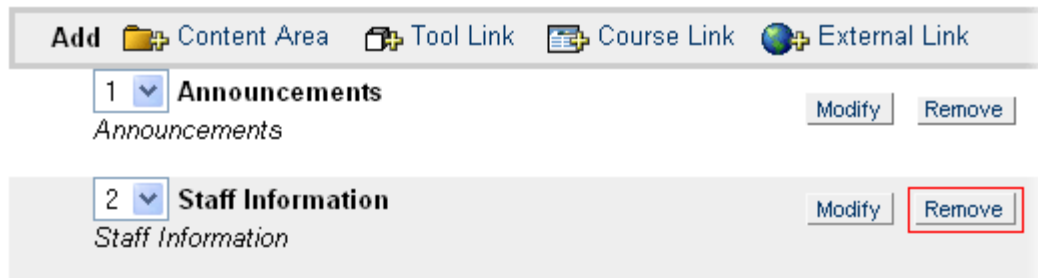 Add Content Area Tool Link Course Link External Link
1 Announcements
Modify Remove
Announcements
2 Staff Information
Modify Remove
Staff Information